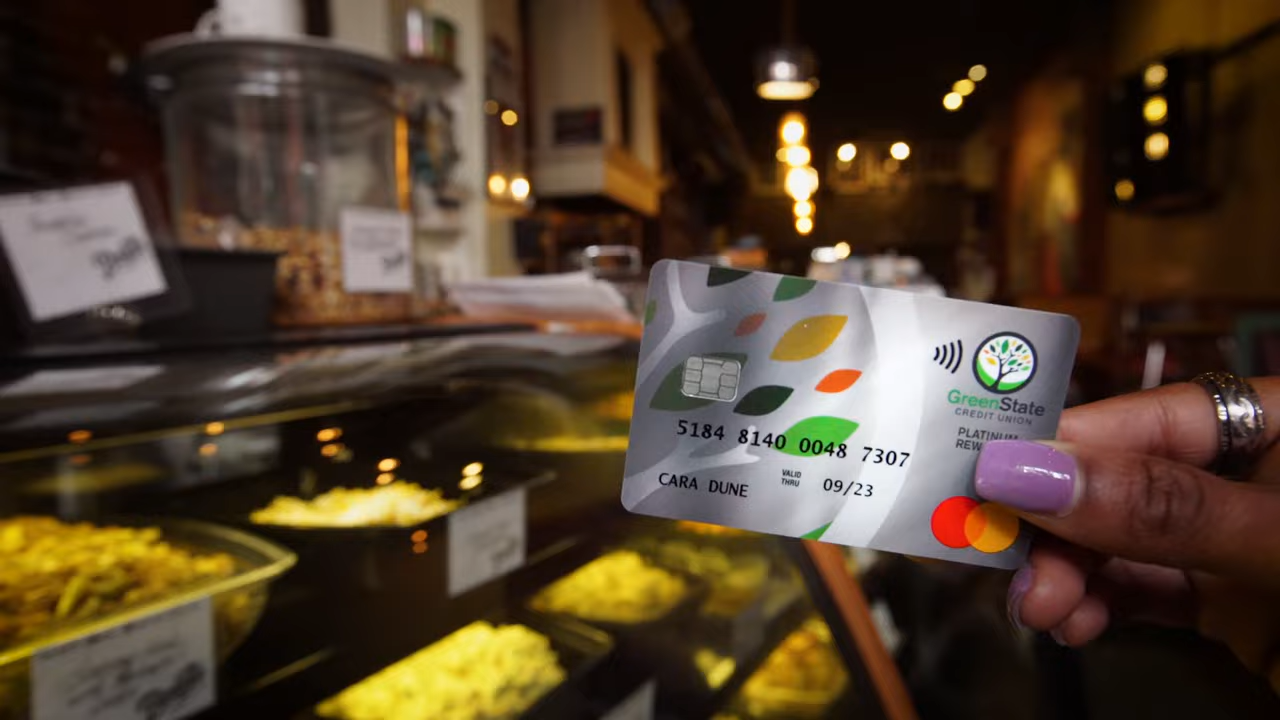 GreenState
CREDIT UNION
PLATINUM
5184 8140 0048 7307
VALID
THRU
09/23
CARA DUNE